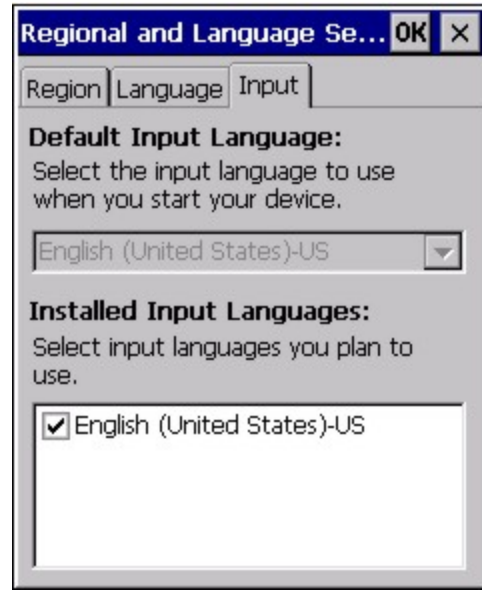 Regional and Language Se... OK ×
Region Language Input
Default Input Language:
Select the input language to use
when you start your device.
English (United States)-US
Installed Input Languages:
Select input languages you plan to
use.
English (United States)-US